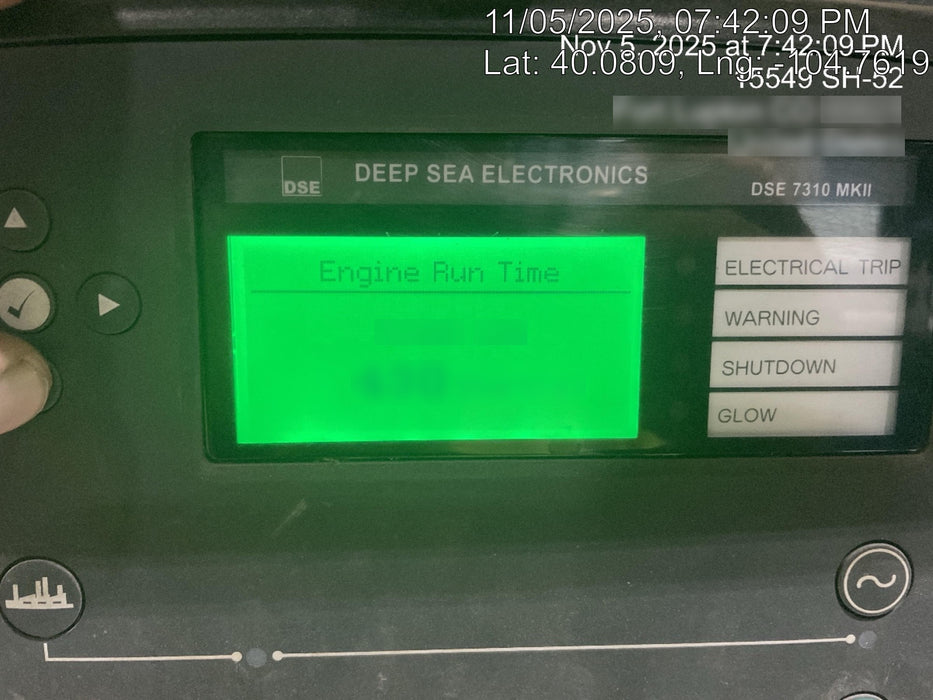 11/05/2025, 07:42:09 PM
Nov 5, 2025 at 7:42:09 PM
Lat: 40.0809, Lng: -104.7619
15549 SH-52
DSE
DEEP SEA ELECTRONICS
DSE 7310 MKII
Engine Run Time
ELECTRICAL TRIP
WARNING
SHUTDOWN
GLOW